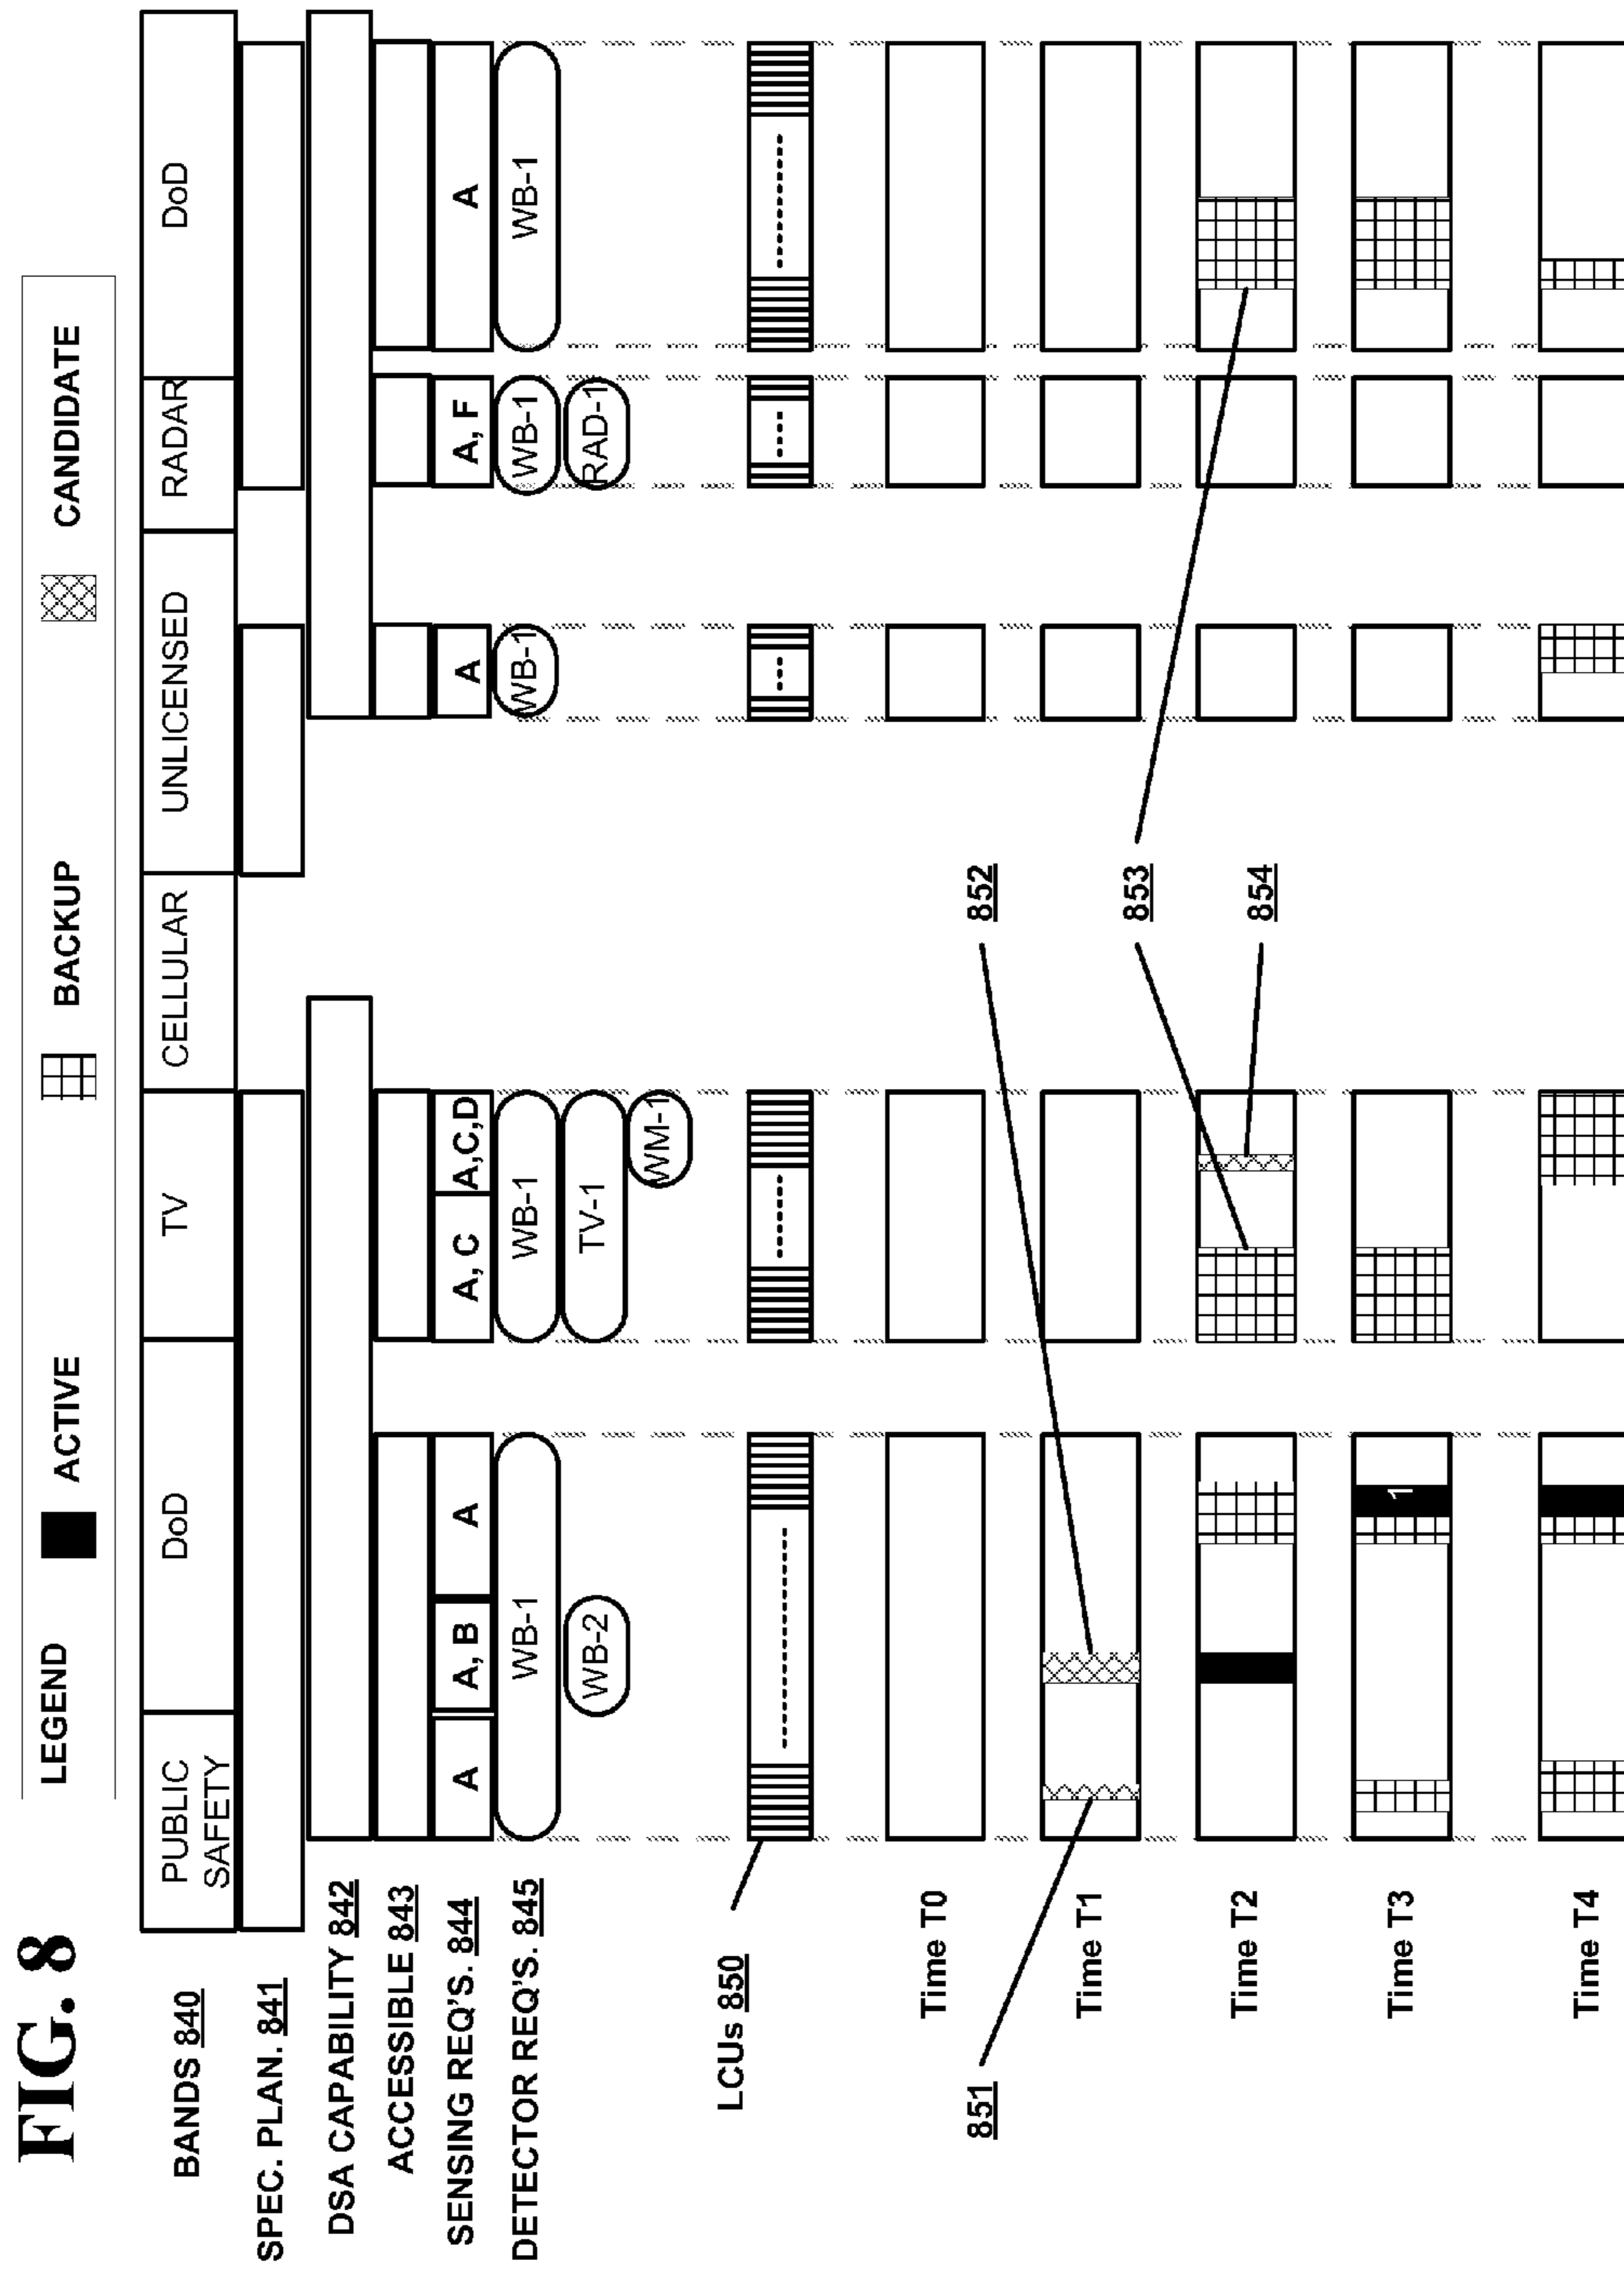 FIG. 8
LEGEND ACTIVE BACKUP CANDIDATE
BANDS 840
PUBLIC
SAFETY
DoD
TV
CELLULAR
UNLICENSED
RADAR
DoD
SPEC. PLAN. 841
DSA CAPABILITY 842
ACCESSIBLE 843
SENSING REQ'S. 844
A
A, B
A
A, C
A,C,D
A
A, F
A
DETECTOR REQ'S. 845
WB-1
WB-1
WB-1
WB-1
WB-1
WB-2
TV-1
RAD-1
WM-1
LCUs 850
Time T0
851
852
Time T1
853
854
Time T2
Time T3
1
Time T4